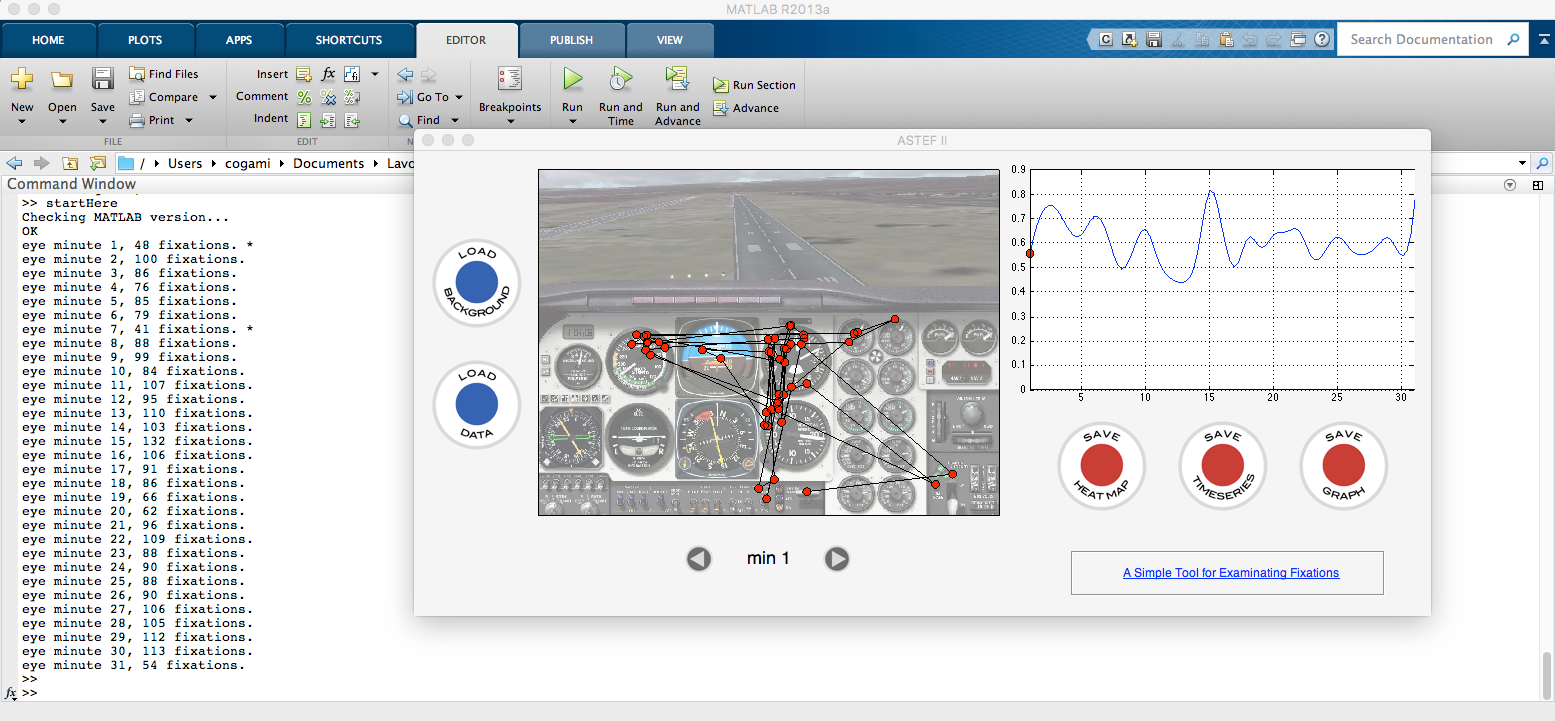 MATLAB R2013a
HOME PLOTS APPS SHORTCUTS EDITOR PUBLISH VIEW
Search Documentation
New Open Save
Find Files
Compare
Print
FILE
Insert
Comment
Indent
EDIT
Go To
Find
N
Breakpoints
Run
Run and Time
Run and Advance
Run Section
Advance
/ Users cogami Documents Lavo
Command Window
>> startHere
Checking MATLAB version...
OK
eye minute 1, 48 fixations. *
eye minute 2, 100 fixations.
eye minute 3, 86 fixations.
eye minute 4, 76 fixations.
eye minute 5, 85 fixations.
eye minute 6, 79 fixations.
eye minute 7, 41 fixations. *
eye minute 8, 88 fixations.
eye minute 9, 99 fixations.
eye minute 10, 84 fixations.
eye minute 11, 107 fixations.
eye minute 12, 95 fixations.
eye minute 13, 110 fixations.
eye minute 14, 103 fixations.
eye minute 15, 132 fixations.
eye minute 16, 106 fixations.
eye minute 17, 91 fixations.
eye minute 18, 86 fixations.
eye minute 19, 66 fixations.
eye minute 20, 62 fixations.
eye minute 21, 96 fixations.
eye minute 22, 109 fixations.
eye minute 23, 88 fixations.
eye minute 24, 90 fixations.
eye minute 25, 88 fixations.
eye minute 26, 90 fixations.
eye minute 27, 106 fixations.
eye minute 28, 105 fixations.
eye minute 29, 112 fixations.
eye minute 30, 113 fixations.
eye minute 31, 54 fixations.
>>
fx >>
ASTEF II
LOAD BACKGROUND
LOAD DATA
min 1
0.9
0.8
0.7
0.6
0.5
0.4
0.3
0.2
0.1
0
5 10 15 20 25 30
SAVE HEAT MAP
SAVE TIMESERIES
SAVE GRAPH
A Simple Tool for Examinating Fixations